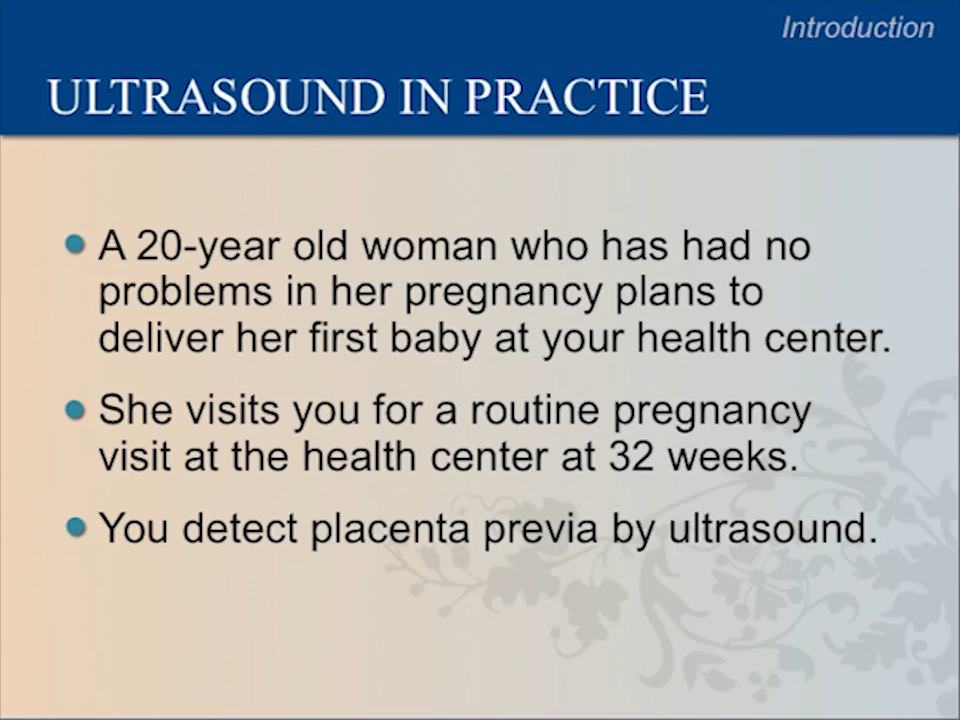 Introduction
ULTRASOUND IN PRACTICE
A 20-year old woman who has had no
problems in her pregnancy plans to
deliver her first baby at your health center.
She visits you for a routine pregnancy
visit at the health center at 32 weeks.
You detect placenta previa by ultrasound.